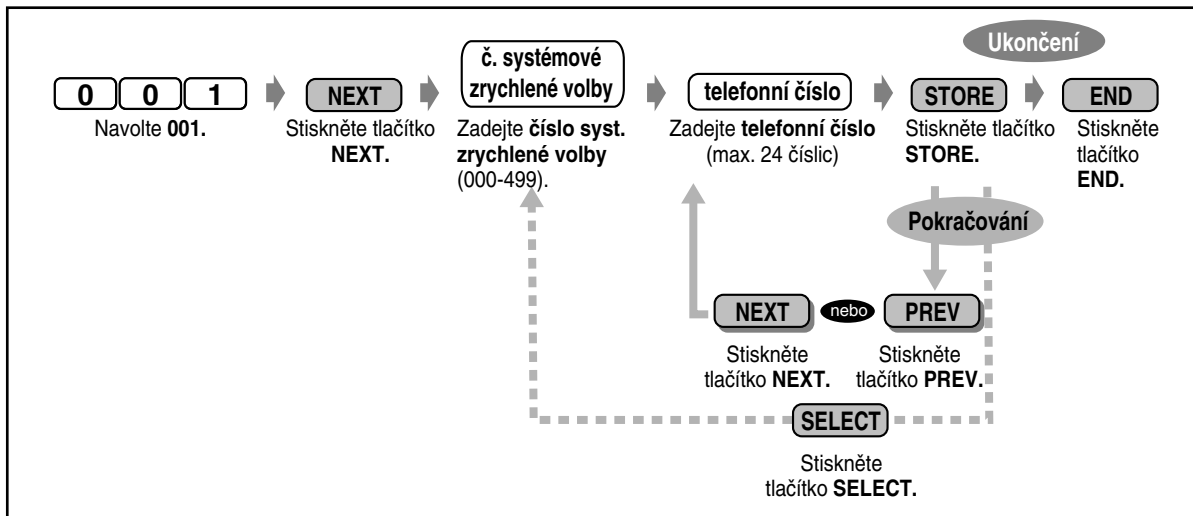 Ukončení
0 0 1
NEXT
č. systémové
zrychlené volby
telefonní číslo
STORE
END
Navolte 001.
Stiskněte tlačítko
NEXT.
Zadejte číslo syst.
zrychlené volby
(000-499).
Zadejte telefonní číslo
(max. 24 číslic)
Stiskněte tlačítko
STORE.
Stiskněte
tlačítko
END.
Pokračování
NEXT nebo PREV
Stiskněte
tlačítko NEXT.
Stiskněte
tlačítko PREV.
SELECT
Stiskněte
tlačítko SELECT.